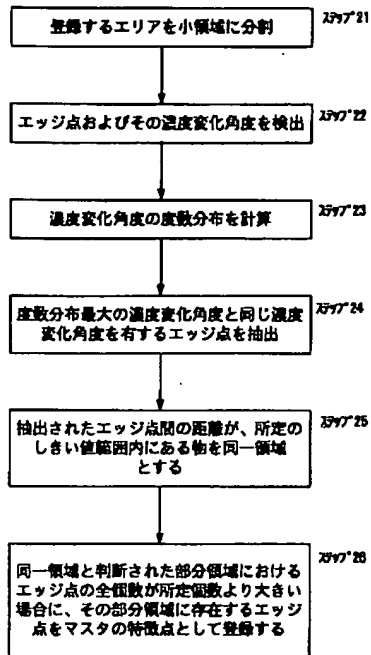 登録するエリアを小領域に分割
ステップ21
エッジ点およびその濃度変化角度を検出
ステップ22
濃度変化角度の度数分布を計算
ステップ23
度数分布最大の濃度変化角度と同じ濃度
変化角度を有するエッジ点を抽出
ステップ24
抽出されたエッジ点間の距離が、所定の
しきい値範囲内にある物を同一領域
とする
ステップ25
同一領域と判断された部分領域における
エッジ点の全個数が所定個数より大きい
場合に、その部分領域に存在するエッジ
点をマスタの特徴点として登録する
ステップ26